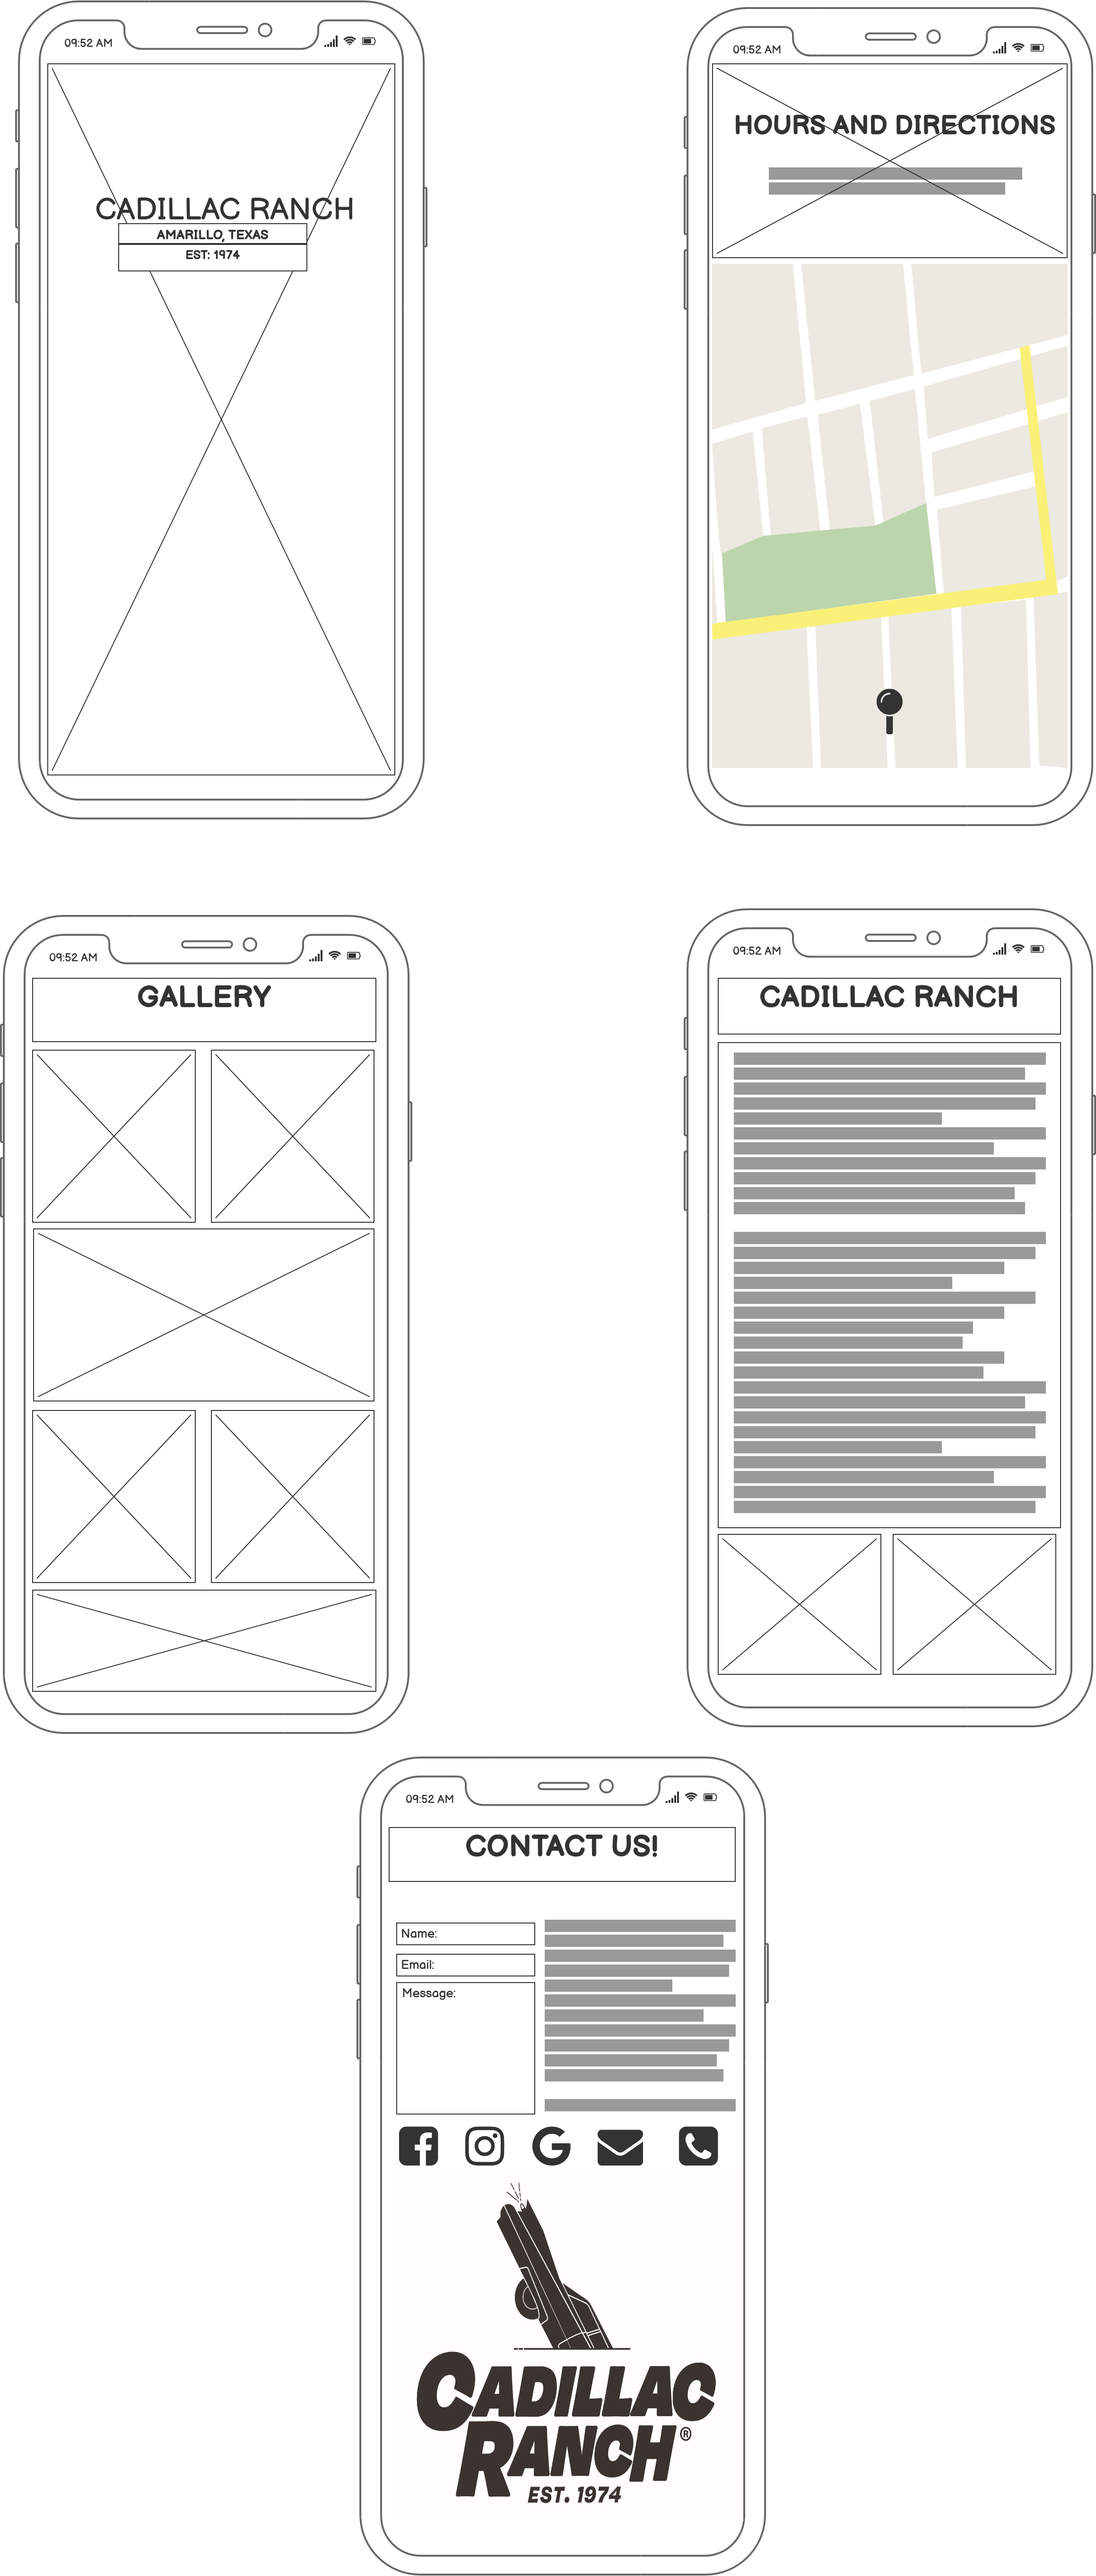 09:52 AM
CADILLAC RANCH
AMARILLO, TEXAS
EST: 1974
09:52 AM
HOURS AND DIRECTIONS
09:52 AM
GALLERY
09:52 AM
CADILLAC RANCH
09:52 AM
CONTACT US!
Name:
Email:
Message:
CADILLAC
RANCH®
EST. 1974